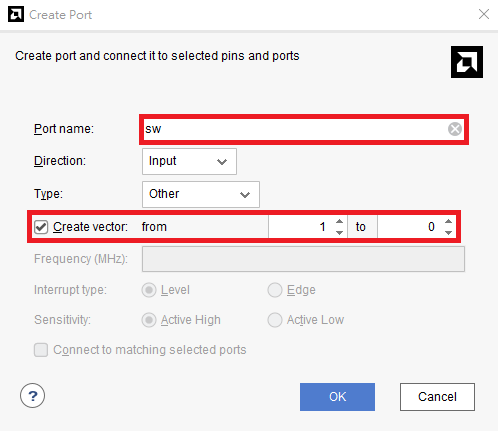 Create Port
Create port and connect it to selected pins and ports
Port name: sw
Direction: Input
Type: Other
Create vector: from 1 to 0
Frequency (MHz):
Interrupt type: Level Edge
Sensitivity: Active High Active Low
Connect to matching selected ports
? OK Cancel